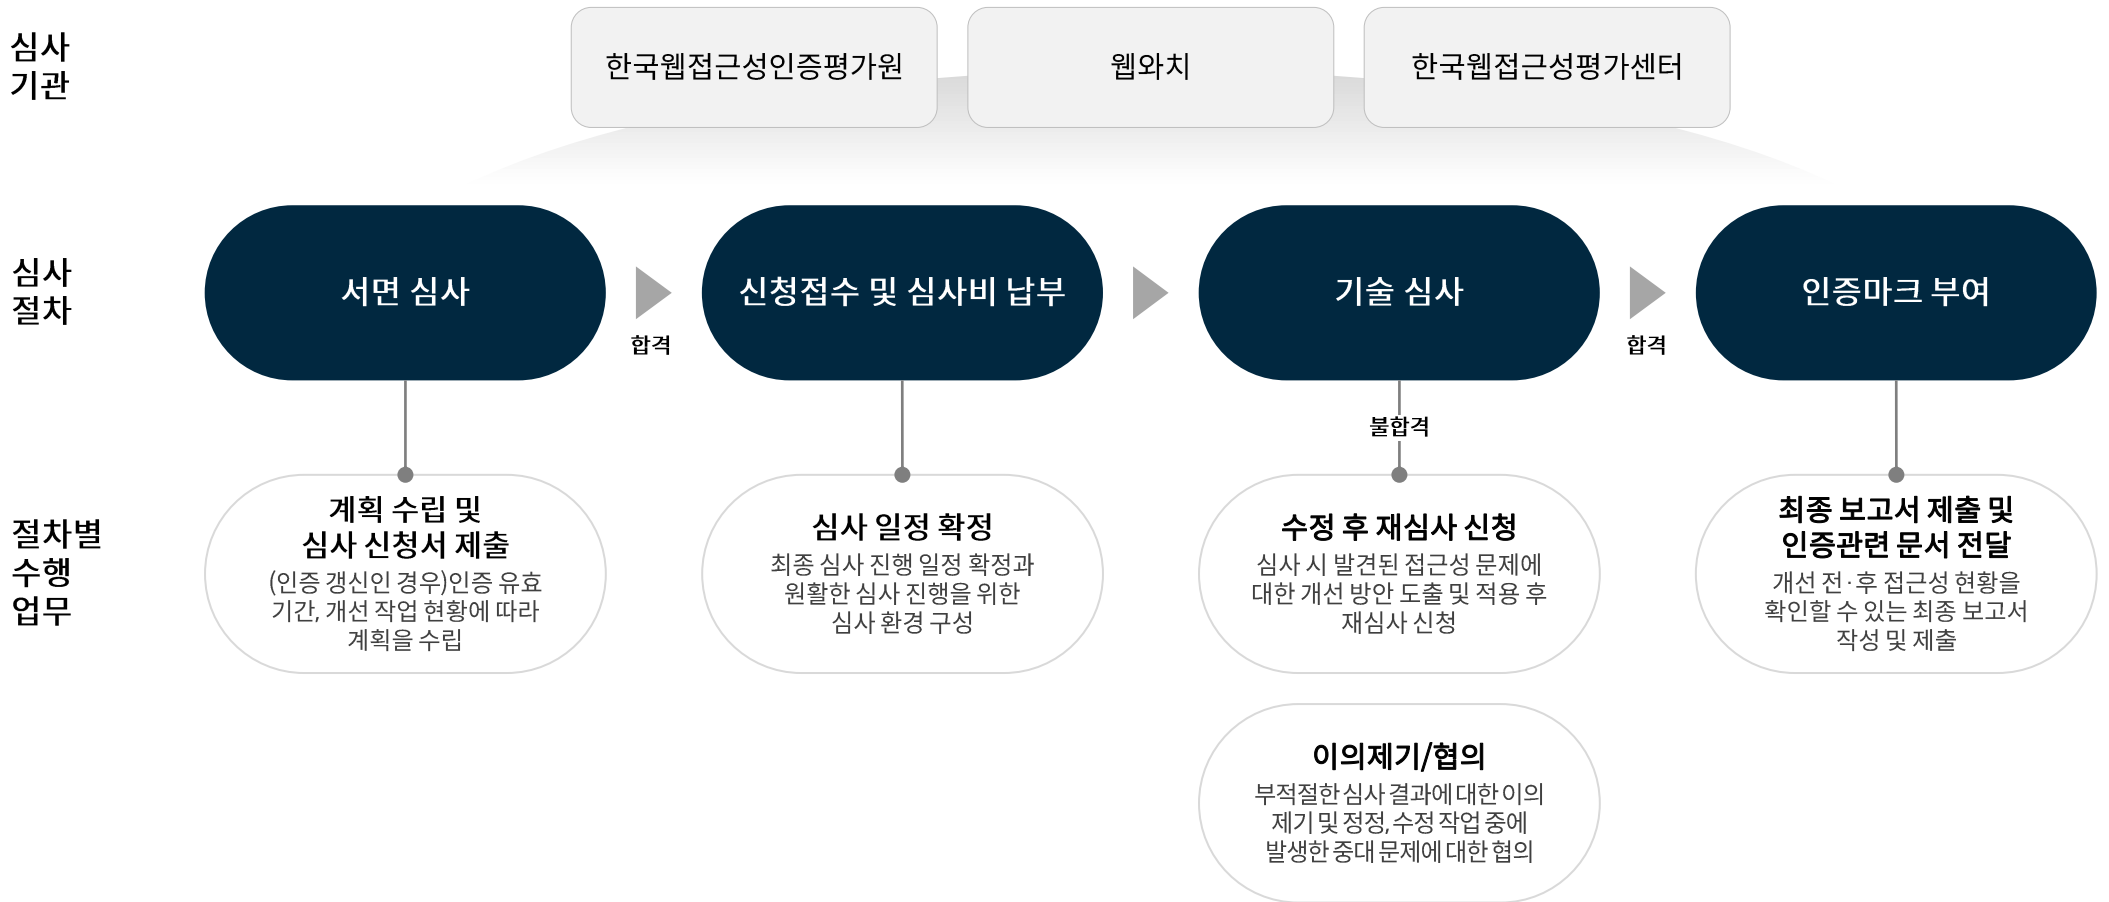 심사
기관
한국웹접근성인증평가원
웹와치
한국웹접근성평가센터
심사
절차
서면 심사
합격
신청접수 및 심사비 납부
기술 심사
합격
인증마크 부여
불합격
절차별
수행
업무
계획 수립 및
심사 신청서 제출
(인증 갱신인 경우)인증 유효
기간, 개선 작업 현황에 따라
계획을 수립
심사 일정 확정
최종 심사 진행 일정 확정과
원활한 심사 진행을 위한
심사 환경 구성
수정 후 재심사 신청
심사 시 발견된 접근성 문제에
대한 개선 방안 도출 및 적용 후
재심사 신청
최종 보고서 제출 및
인증관련 문서 전달
개선 전·후 접근성 현황을
확인할 수 있는 최종 보고서
작성 및 제출
이의제기/협의
부적절한 심사 결과에 대한 이의
제기 및 정정, 수정 작업 중에
발생한 중대 문제에 대한 협의